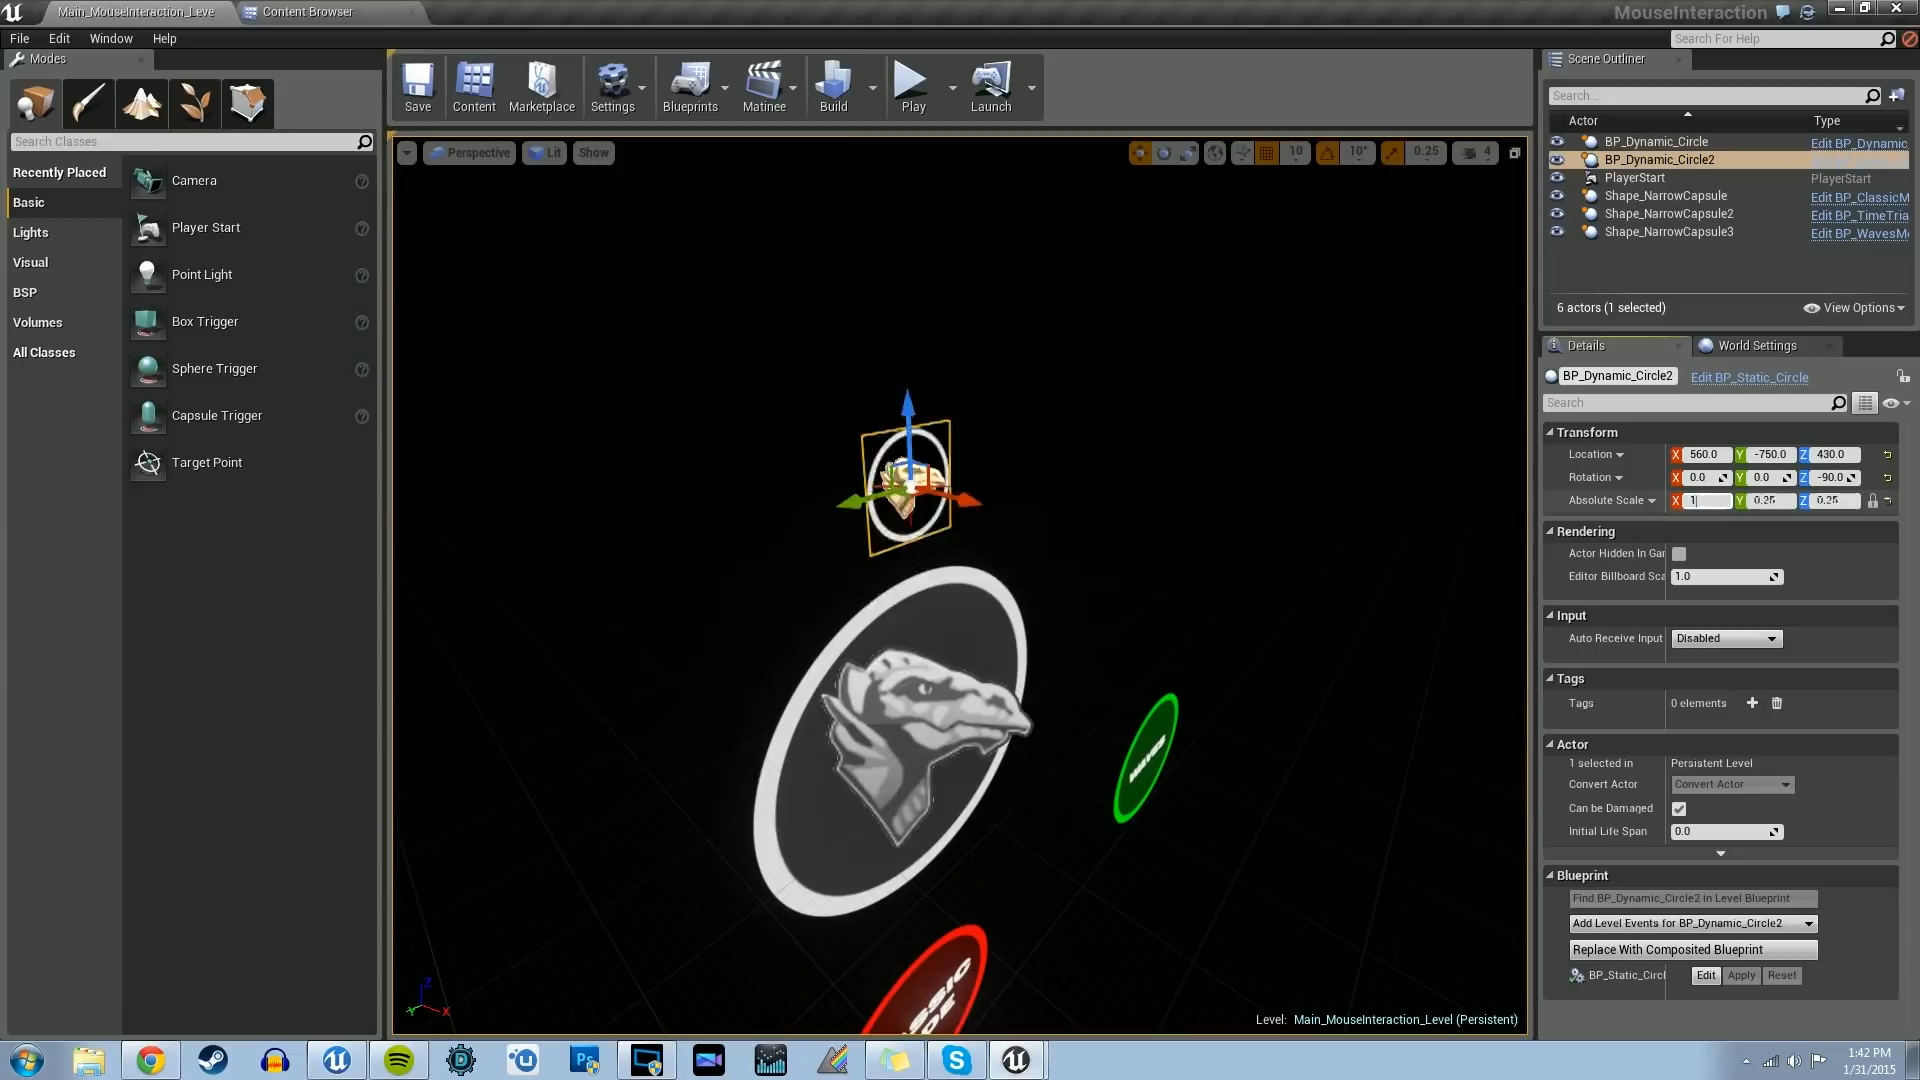 Main_MouseInteraction_Leve
Content Browser
MouseInteraction
File Edit Window Help
Search For Help
Modes
Search Classes
Recently Placed
Basic
Lights
Visual
BSP
Volumes
All Classes
Camera
Player Start
Point Light
Box Trigger
Sphere Trigger
Capsule Trigger
Target Point
Save
Content
Marketplace
Settings
Blueprints
Matinee
Build
Play
Launch
Perspective Lit Show
10 10° 0.25 4
SSIC
DE
Level: Main_MouseInteraction_Level (Persistent)
Scene Outliner
Search...
Actor Type
BP_Dynamic_Circle Edit BP_Dynamic
BP_Dynamic_Circle2
PlayerStart PlayerStart
Shape_NarrowCapsule Edit BP_ClassicM
Shape_NarrowCapsule2 Edit BP_TimeTria
Shape_NarrowCapsule3 Edit BP_WavesM
6 actors (1 selected) View Options
Details World Settings
BP_Dynamic_Circle2 Edit BP_Static_Circle
Search
Transform
Location X 560.0 Y -750.0 Z 430.0
Rotation X 0.0 Y 0.0 Z -90.0
Absolute Scale X 1 Y 0.25 Z 0.25
Rendering
Actor Hidden In Gar
Editor Billboard Sca 1.0
Input
Auto Receive Input Disabled
Tags
Tags 0 elements
Actor
1 selected in Persistent Level
Convert Actor Convert Actor
Can be Damaged
Initial Life Span 0.0
Blueprint
Find BP_Dynamic_Circle2 in Level Blueprint
Add Level Events for BP_Dynamic_Circle2
Replace With Composited Blueprint
BP_Static_Circl Edit Apply Reset
Z
Y X
1:42 PM
1/31/2015